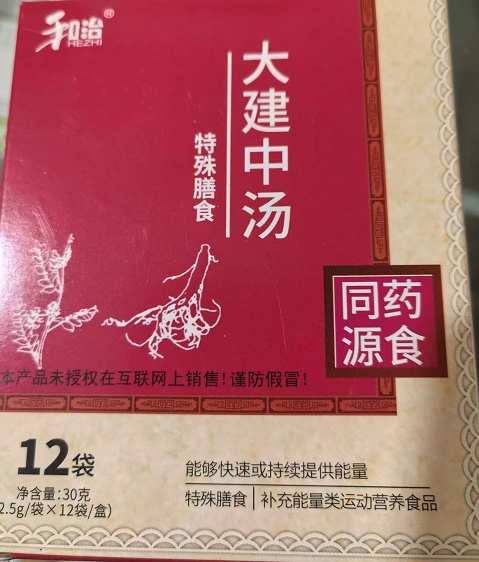 和治®
HEZHI
大建中汤
特殊膳食
药食同源
本产品未授权在互联网上销售!谨防假冒!
12袋
净含量:30克
2.5g/袋×12袋/盒)
能够快速或持续提供能量
特殊膳食 | 补充能量类运动营养食品